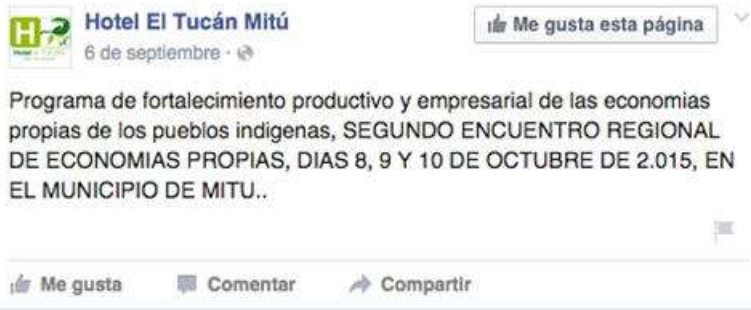 Hotel El Tucán Mitú
Me gusta esta página
6 de septiembre
Programa de fortalecimiento productivo y empresarial de las economias
propias de los pueblos indigenas, SEGUNDO ENCUENTRO REGIONAL
DE ECONOMIAS PROPIAS, DIAS 8, 9 Y 10 DE OCTUBRE DE 2.015, EN
EL MUNICIPIO DE MITU..
Me gusta Comentar Compartir